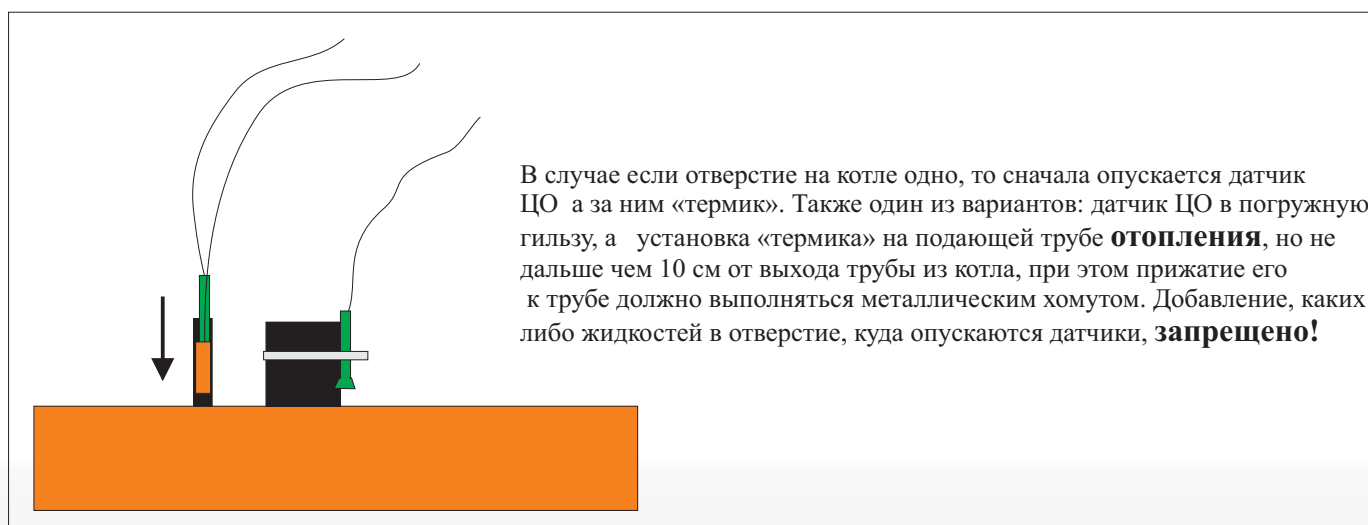 В случае если отверстие на котле одно, то сначала опускается датчик
ЦО а за ним «термик». Также один из вариантов: датчик ЦО в погружную
гильзу, а установка «термика» на подающей трубе отопления, но не
дальше чем 10 см от выхода трубы из котла, при этом прижатие его
к трубе должно выполняться металлическим хомутом. Добавление, каких
либо жидкостей в отверстие, куда опускаются датчики, запрещено!